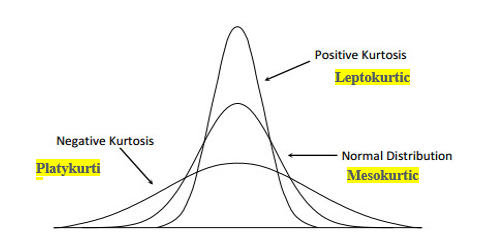 Positive Kurtosis
Leptokurtic
Negative Kurtosis
Platykurti
Normal Distribution
Mesokurtic